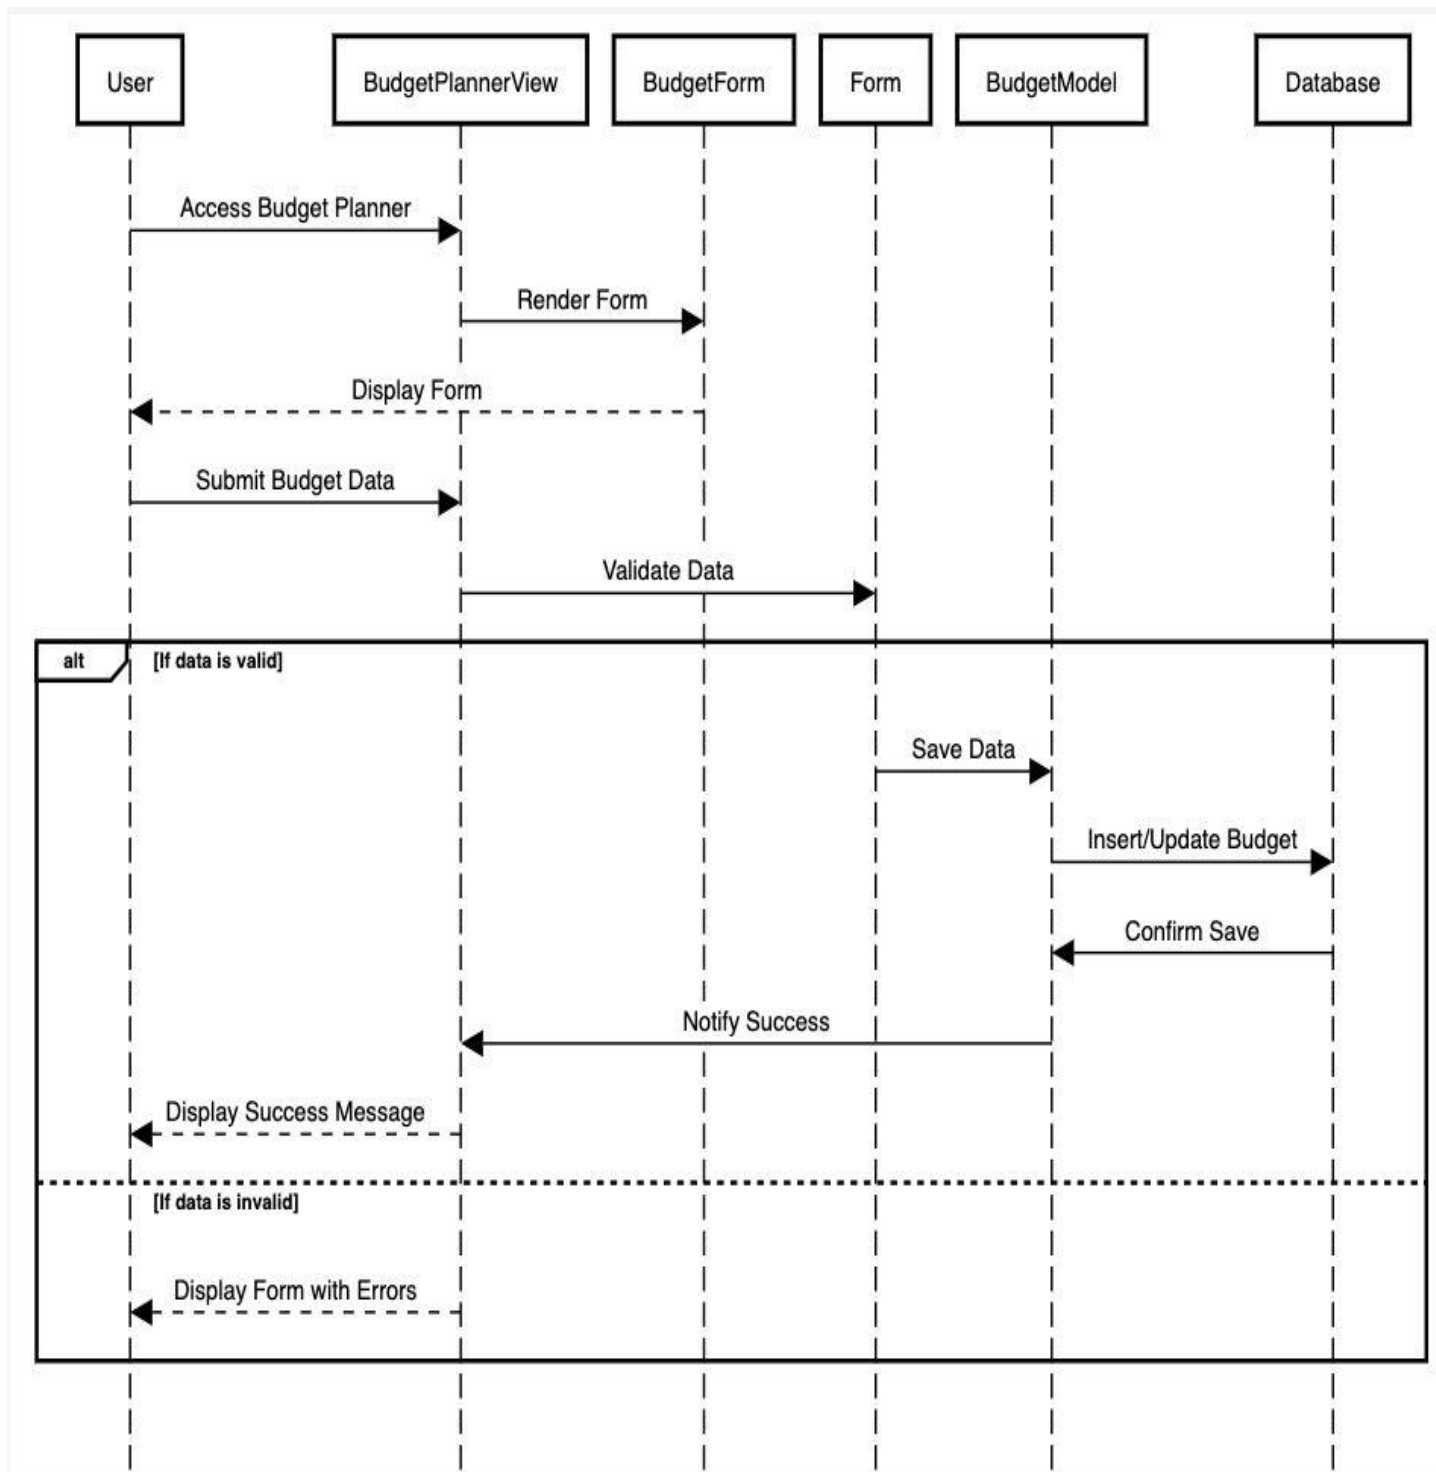 User
BudgetPlannerView
BudgetForm
Form
BudgetModel
Database
Access Budget Planner
Render Form
Display Form
Submit Budget Data
Validate Data
alt
[If data is valid]
Save Data
Insert/Update Budget
Confirm Save
Notify Success
Display Success Message
[If data is invalid]
Display Form with Errors